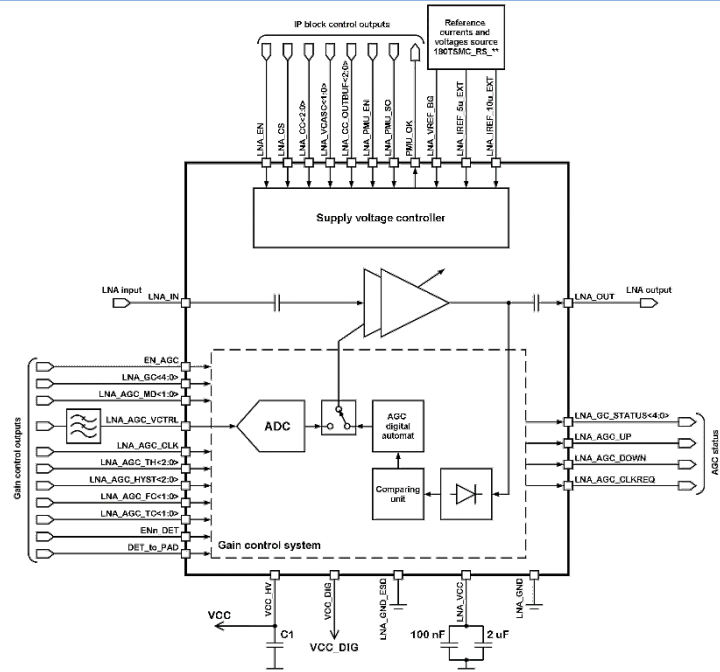 IP block control outputs
Reference
currents and
voltages source
180TSMC_RS_**
LNA_EN
LNA_CS
LNA_CC<2:0>
LNA_VCASC<1:0>
LNA_CC_OUTBUF<2:0>
LNA_PMU_EN
LNA_PMU_SO
PMU_OK
LNA_VREF_BG
LNA_IREF_5u_EXT
LNA_IREF_10u_EXT
Supply voltage controller
LNA input
LNA_IN
LNA_OUT
LNA output
Gain control outputs
EN_AGC
LNA_GC<4:0>
LNA_AGC_MD<1:0>
LNA_AGC_VCTRL
LNA_AGC_CLK
LNA_AGC_TH<2:0>
LNA_AGC_HYST<2:0>
LNA_AGC_FC<1:0>
LNA_AGC_TC<1:0>
ENn_DET
DET_to_PAD
ADC
AGC
digital
automat
Comparing
unit
Gain control system
LNA_GC_STATUS<4:0>
LNA_AGC_UP
LNA_AGC_DOWN
LNA_AGC_CLKREQ
AGC status
VCC_HV
VCC_DIG
LNA_GND_ESD
LNA_VCC
LNA_GND
VCC
C1
VCC_DIG
100 nF
2 uF